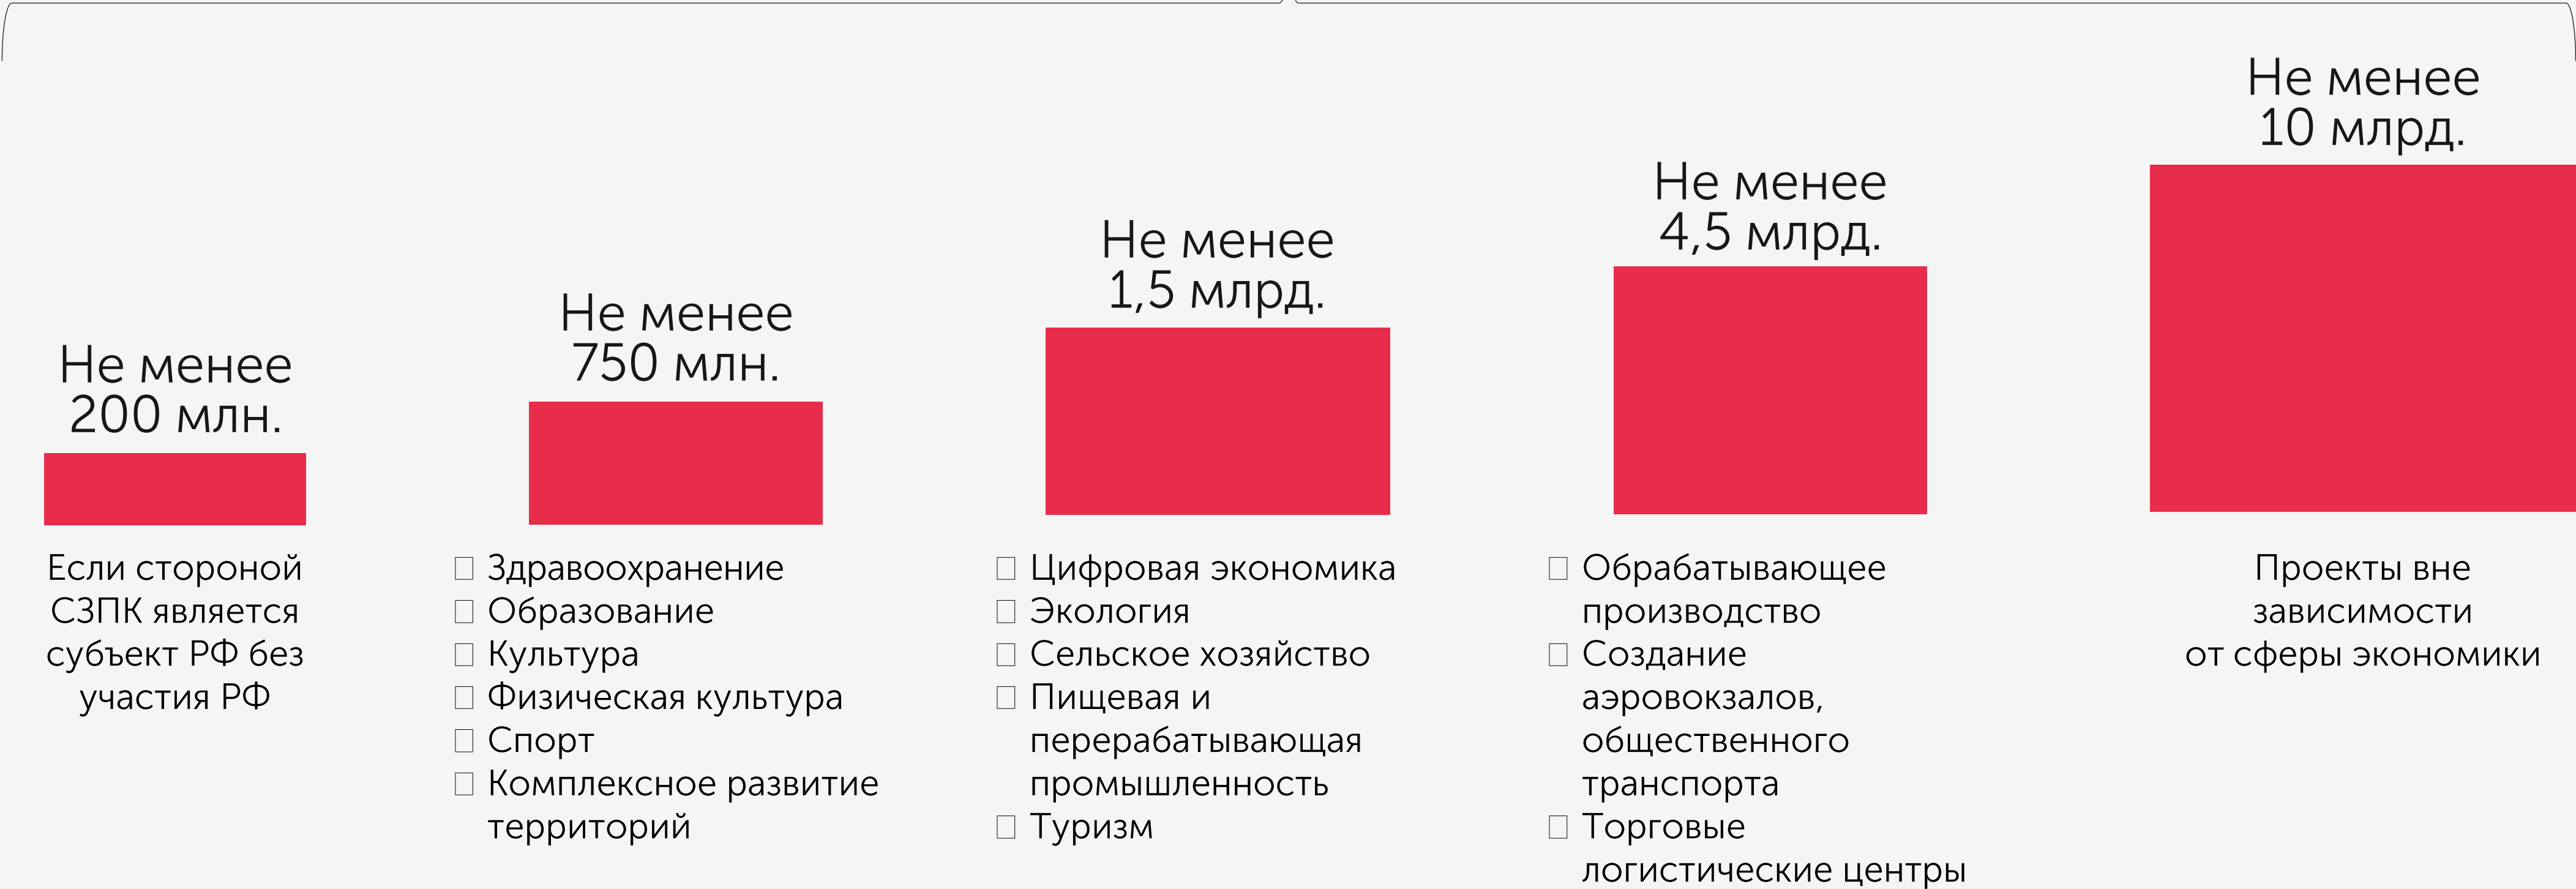 Не менее
200 млн.
Если стороной
СЗПК является
субъект РФ без
участия РФ
Не менее
750 млн.
Здравоохранение
Образование
Культура
Физическая культура
Спорт
Комплексное развитие
территорий
Не менее
1,5 млрд.
Цифровая экономика
Экология
Сельское хозяйство
Пищевая и
перерабатывающая
промышленность
Туризм
Не менее
4,5 млрд.
Обрабатывающее
производство
Создание
аэровокзалов,
общественного
транспорта
Торговые
логистические центры
Не менее
10 млрд.
Проекты вне
зависимости
от сферы экономики